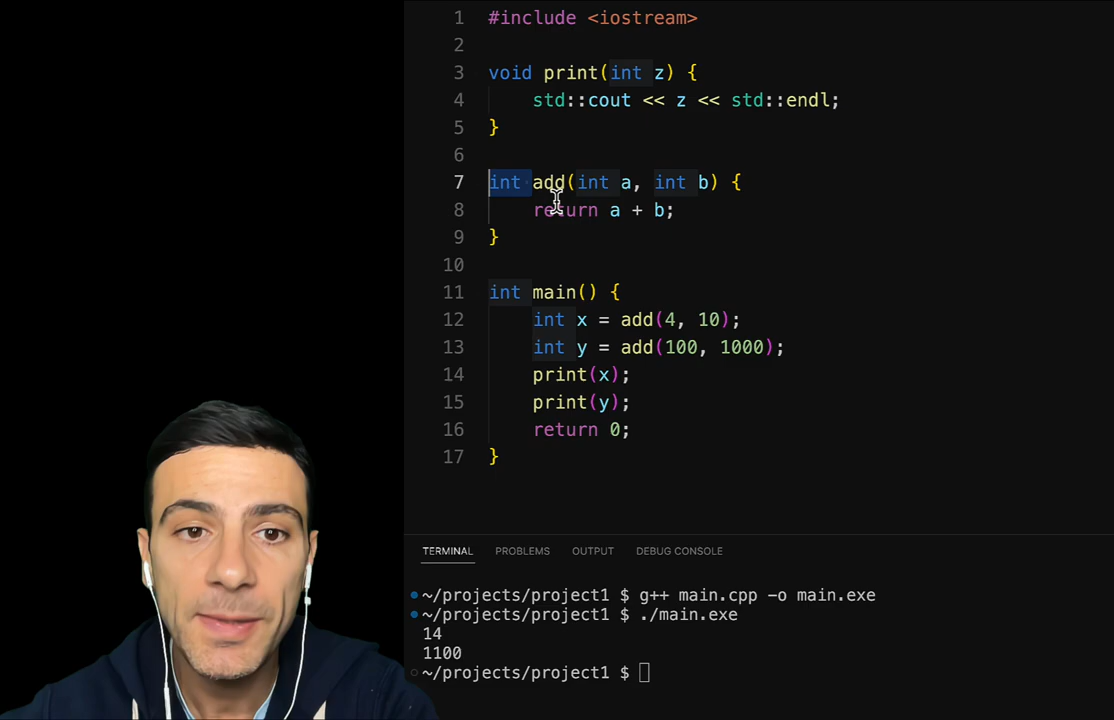 1 #include <iostream>
2
3 void print(int z) {
4 std::cout << z << std::endl;
5 }
6
7 int add(int a, int b) {
8 return a + b;
9 }
10
11 int main() {
12 int x = add(4, 10);
13 int y = add(100, 1000);
14 print(x);
15 print(y);
16 return 0;
17 }
TERMINAL PROBLEMS OUTPUT DEBUG CONSOLE
~/projects/project1 $ g++ main.cpp -o main.exe
~/projects/project1 $ ./main.exe
14
1100
~/projects/project1 $